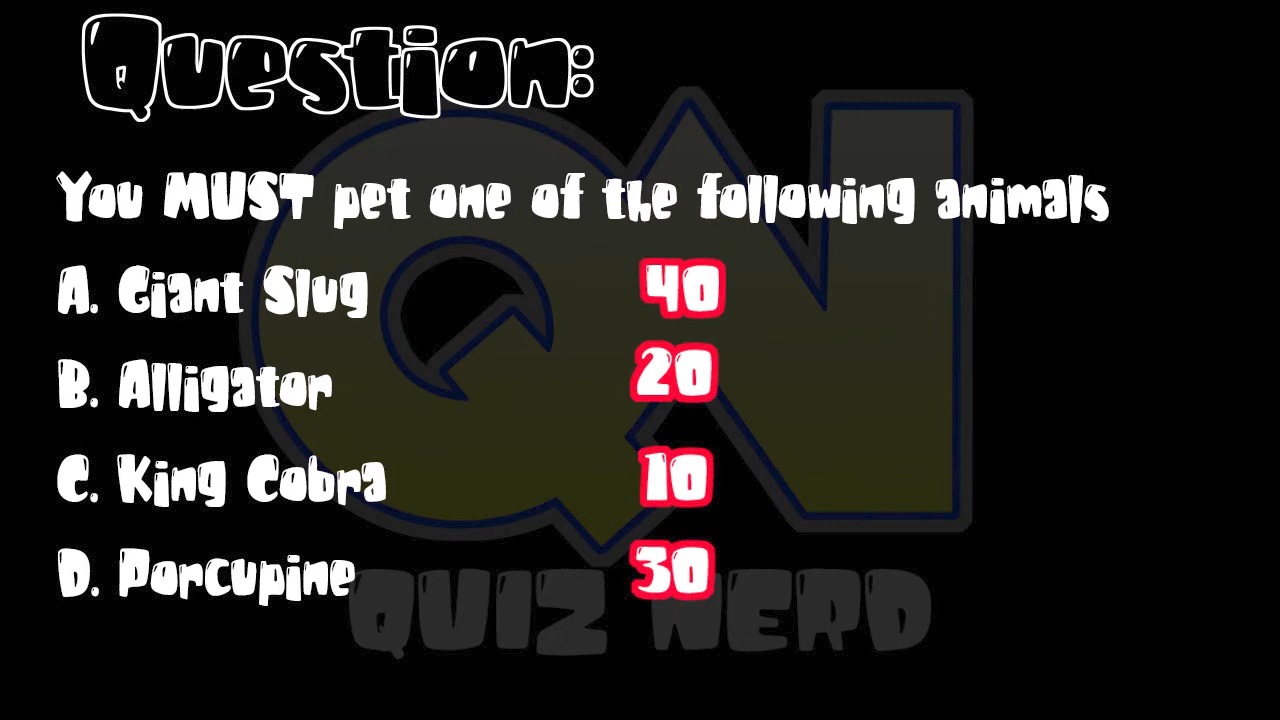 Question:
You MUST pet one of the following animals
A. Giant Slug 40
B. Alligator 20
C. King Cobra 10
D. Porcupine 30
QN
QUIZ NERD